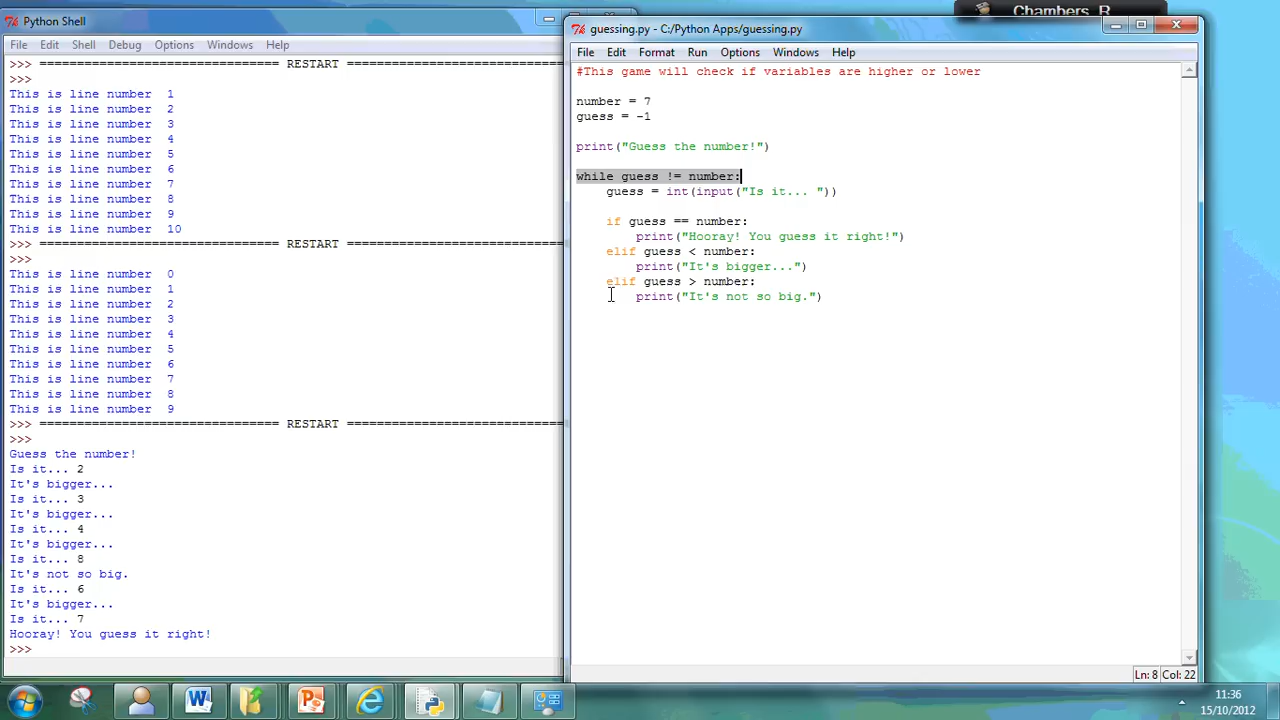 Chambers, R
Python Shell
File Edit Shell Debug Options Windows Help
>>> ================================ RESTART ================================
>>>
This is line number  1
This is line number  2
This is line number  3
This is line number  4
This is line number  5
This is line number  6
This is line number  7
This is line number  8
This is line number  9
This is line number  10
>>> ================================ RESTART ================================
>>>
This is line number  0
This is line number  1
This is line number  2
This is line number  3
This is line number  4
This is line number  5
This is line number  6
This is line number  7
This is line number  8
This is line number  9
>>> ================================ RESTART ================================
>>>
Guess the number!
Is it... 2
It's bigger...
Is it... 3
It's bigger...
Is it... 4
It's bigger...
Is it... 8
It's not so big.
Is it... 6
It's bigger...
Is it... 7
Hooray! You guess it right!
>>>
guessing.py - C:/Python Apps/guessing.py
File Edit Format Run Options Windows Help
#This game will check if variables are higher or lower
number = 7
guess = -1
print("Guess the number!")
while guess != number:
    guess = int(input("Is it... "))
    if guess == number:
        print("Hooray! You guess it right!")
    elif guess < number:
        print("It's bigger...")
    elif guess > number:
        print("It's not so big.")
Ln: 8 Col: 22
11:36
15/10/2012